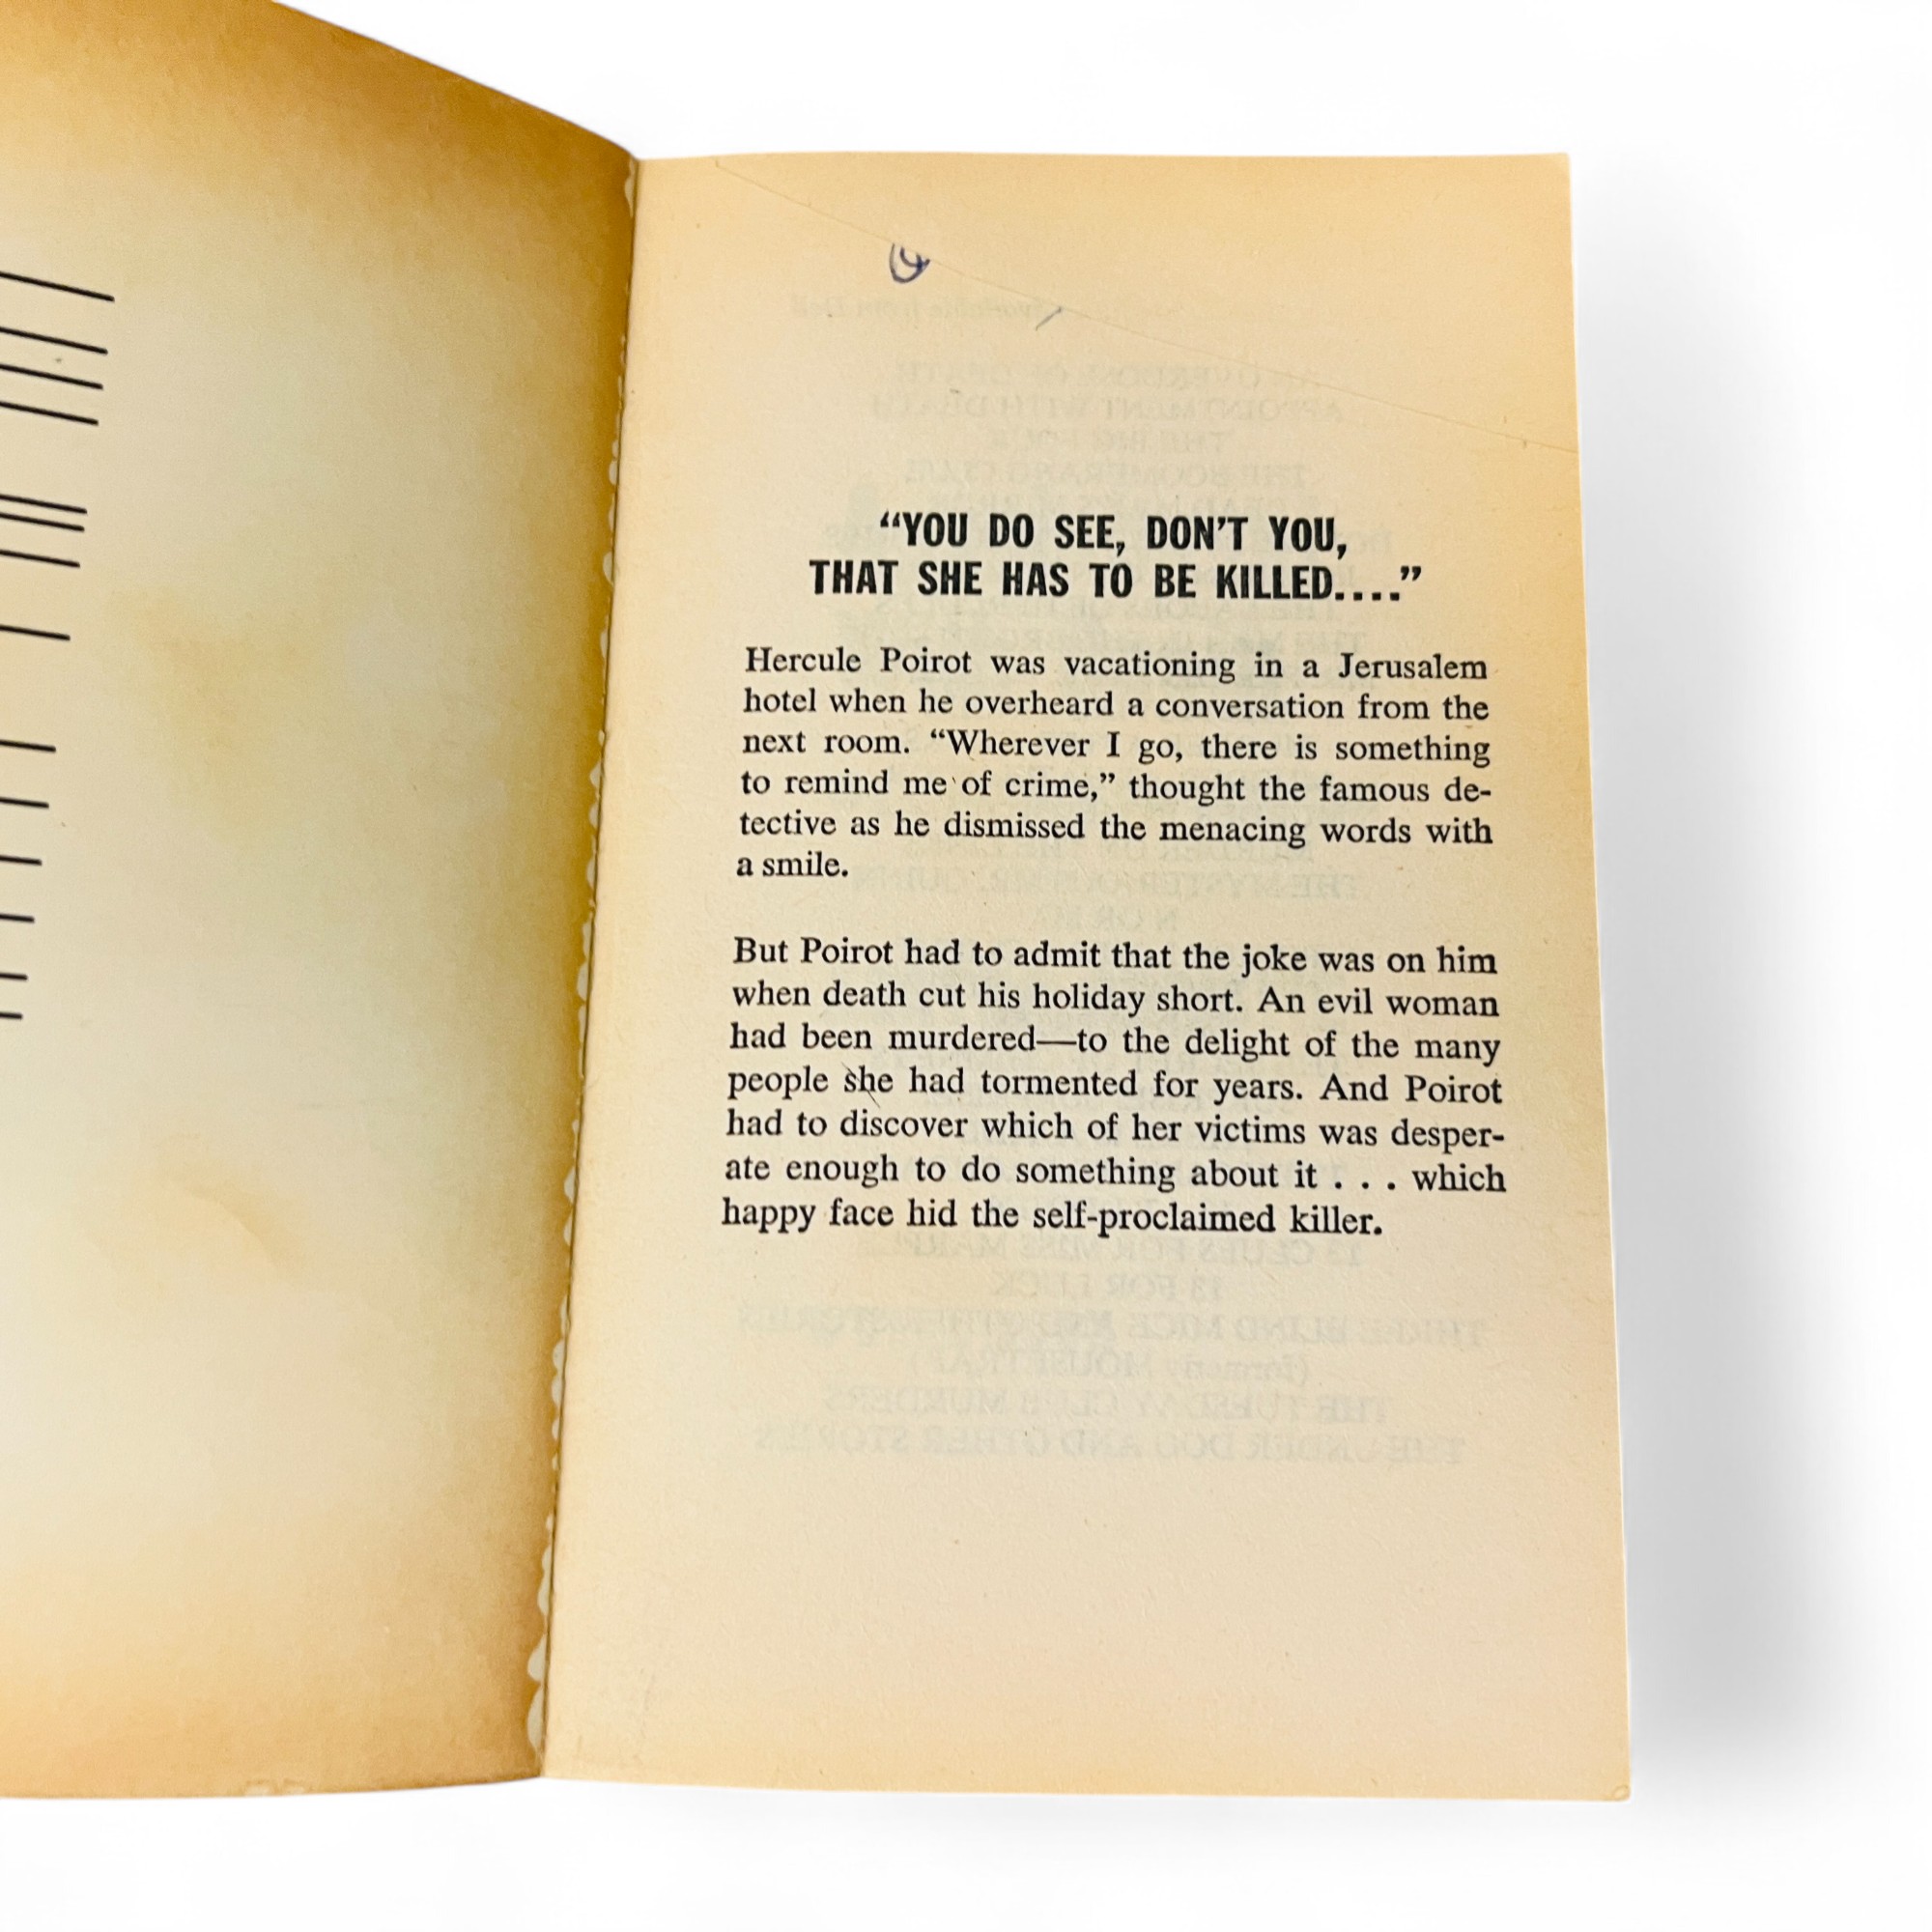 “YOU DO SEE, DON’T YOU,
THAT SHE HAS TO BE KILLED....”
Hercule Poirot was vacationing in a Jerusalem
hotel when he overheard a conversation from the
next room. “Wherever I go, there is something
to remind me of crime,” thought the famous de-
tective as he dismissed the menacing words with
a smile.
But Poirot had to admit that the joke was on him
when death cut his holiday short. An evil woman
had been murdered—to the delight of the many
people she had tormented for years. And Poirot
had to discover which of her victims was desper-
ate enough to do something about it . . . which
happy face hid the self-proclaimed killer.